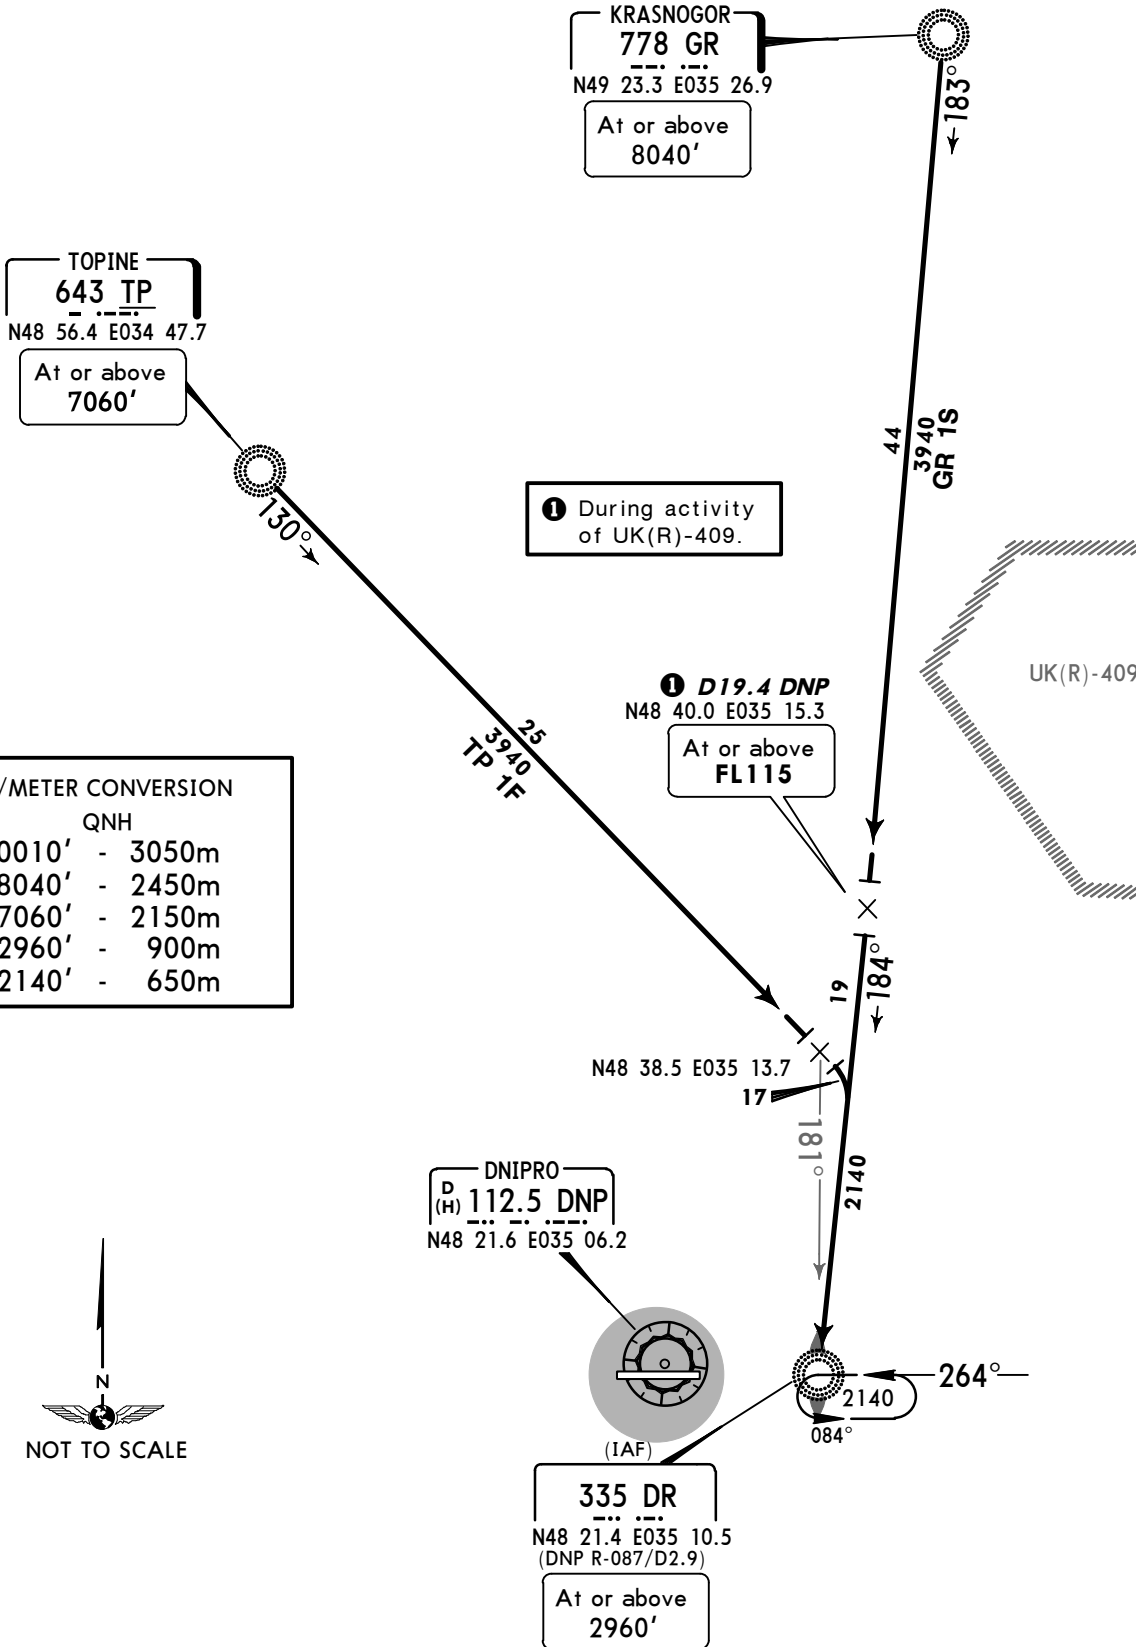 KRASNOGOR
778 GR
N49 23.3 E035 26.9
At or above
8040'
183°
TOPINE
643 TP
N48 56.4 E034 47.7
At or above
7060'
130°
44
3940
GR 1S
❶ During activity
of UK(R)-409.
UK(R)-409
❶ D19.4 DNP
N48 40.0 E035 15.3
At or above
FL115
25
3940
TP 1F
/METER CONVERSION
QNH
0010' - 3050m
8040' - 2450m
7060' - 2150m
2960' - 900m
2140' - 650m
19
184°
N48 38.5 E035 13.7
17
181°
2140
DNIPRO
D
(H) 112.5 DNP
N48 21.6 E035 06.2
N
NOT TO SCALE
264°
2140
084°
(IAF)
335 DR
N48 21.4 E035 10.5
(DNP R-087/D2.9)
At or above
2960'